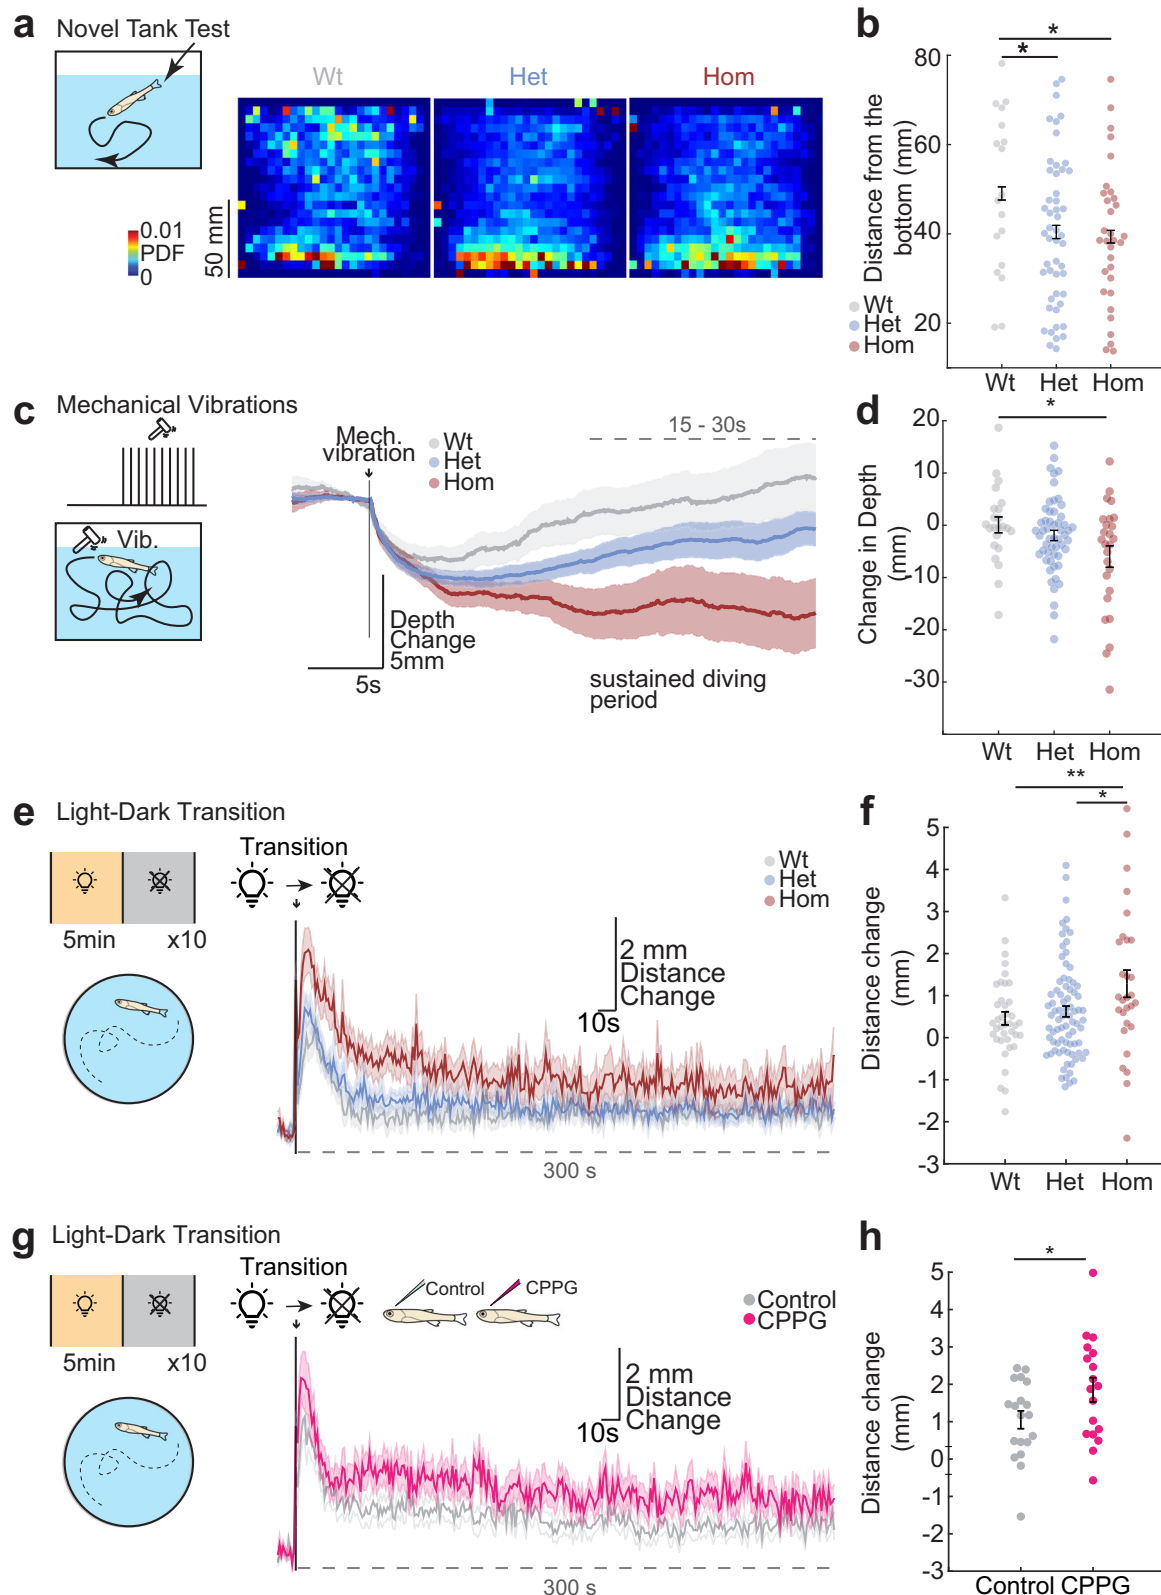 a Novel Tank Test
Wt Het Hom
50 mm
0.01
PDF
0
b
* *
Distance from the
bottom (mm)
80
60
40
20
Wt
Het
Hom
Wt Het Hom
c Mechanical Vibrations
Vib.
Mech.
vibration
Wt
Het
Hom
15 - 30s
Depth
Change
5mm
5s
sustained diving
period
d
*
Change in Depth
(mm)
20
10
0
-10
-20
-30
Wt Het Hom
e Light-Dark Transition
5min x10
Transition
Wt
Het
Hom
2 mm
Distance
Change
10s
300 s
f
**
*
Distance change
(mm)
5
4
3
2
1
0
-1
-2
-3
Wt Het Hom
g Light-Dark Transition
5min x10
Transition
Control CPPG
Control
CPPG
2 mm
Distance
Change
10s
300 s
h
*
Distance change
(mm)
5
4
3
2
1
0
-1
-2
-3
Control CPPG